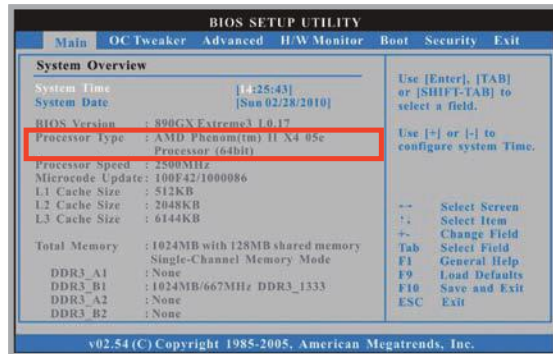 BIOS SETUP UTILITY
Main OC Tweaker Advanced H/W Monitor Boot Security Exit
System Overview
System Time [14:25:43]
System Date [Sun 02/28/2010]
BIOS Version : 890GX Extreme3 L0.17
Processor Type : AMD Phenom(tm) II X4 05e
Processor (64bit)
Processor Speed : 2500MHz
Microcode Update : 100F42/1000086
L1 Cache Size : 512KB
L2 Cache Size : 2048KB
L3 Cache Size : 6144KB
Total Memory : 1024MB with 128MB shared memory
Single-Channel Memory Mode
DDR3_A1 : None
DDR3_B1 : 1024MB/667MHz DDR3_1333
DDR3_A2 : None
DDR3_B2 : None
Use [Enter], [TAB]
or [SHIFT-TAB] to
select a field.
Use [+] or [-] to
configure system Time.
Select Screen
Select Item
+- Change Field
Tab Select Field
F1 General Help
F9 Load Defaults
F10 Save and Exit
ESC Exit
v02.54 (C) Copyright 1985-2005, American Megatrends, Inc.